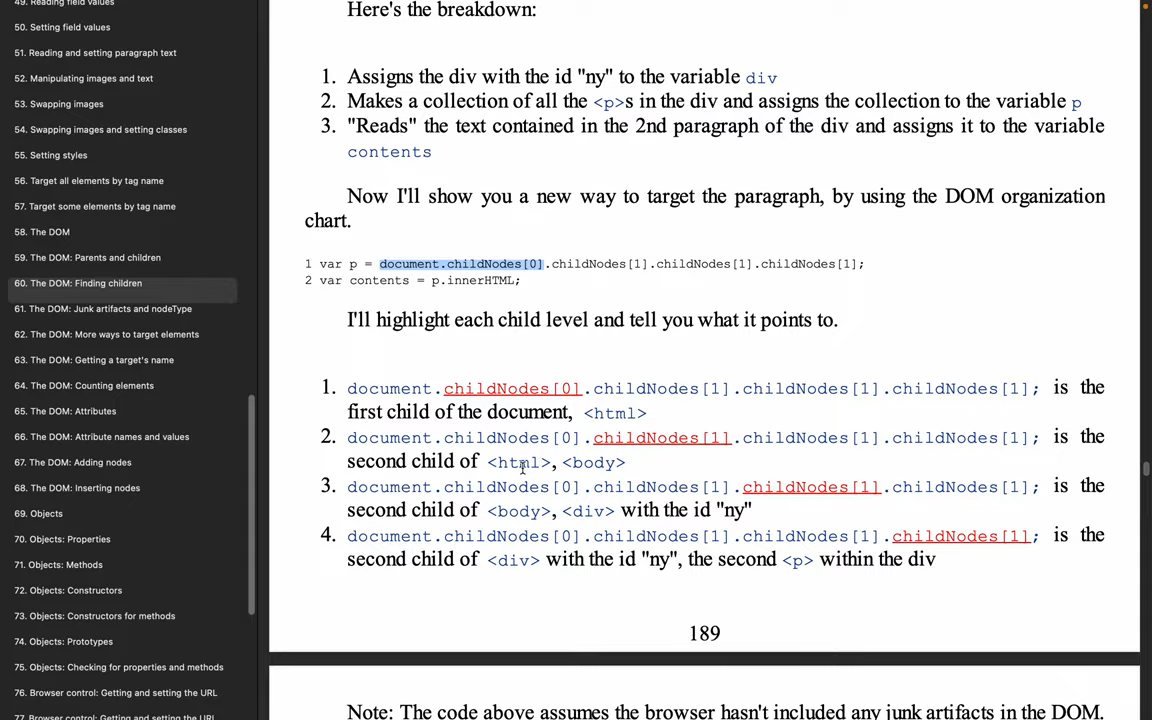 49. Reading field values
50. Setting field values
51. Reading and setting paragraph text
52. Manipulating images and text
53. Swapping images
54. Swapping images and setting classes
55. Setting styles
56. Target all elements by tag name
57. Target some elements by tag name
58. The DOM
59. The DOM: Parents and children
60. The DOM: Finding children
61. The DOM: Junk artifacts and nodeType
62. The DOM: More ways to target elements
63. The DOM: Getting a target's name
64. The DOM: Counting elements
65. The DOM: Attributes
66. The DOM: Attribute names and values
67. The DOM: Adding nodes
68. The DOM: Inserting nodes
69. Objects
70. Objects: Properties
71. Objects: Methods
72. Objects: Constructors
73. Objects: Constructors for methods
74. Objects: Prototypes
75. Objects: Checking for properties and methods
76. Browser control: Getting and setting the URL
77. Browser control: Getting and setting the URL
Here's the breakdown:
1. Assigns the div with the id "ny" to the variable div
2. Makes a collection of all the <p>s in the div and assigns the collection to the variable p
3. "Reads" the text contained in the 2nd paragraph of the div and assigns it to the variable
contents
Now I'll show you a new way to target the paragraph, by using the DOM organization
chart.
1 var p = document.childNodes[0].childNodes[1].childNodes[1].childNodes[1];
2 var contents = p.innerHTML;
I'll highlight each child level and tell you what it points to.
1. document.childNodes[0].childNodes[1].childNodes[1].childNodes[1]; is the
first child of the document, <html>
2. document.childNodes[0].childNodes[1].childNodes[1].childNodes[1]; is the
second child of <html>, <body>
3. document.childNodes[0].childNodes[1].childNodes[1].childNodes[1]; is the
second child of <body>, <div> with the id "ny"
4. document.childNodes[0].childNodes[1].childNodes[1].childNodes[1]; is the
second child of <div> with the id "ny", the second <p> within the div
189
Note: The code above assumes the browser hasn't included any junk artifacts in the DOM.